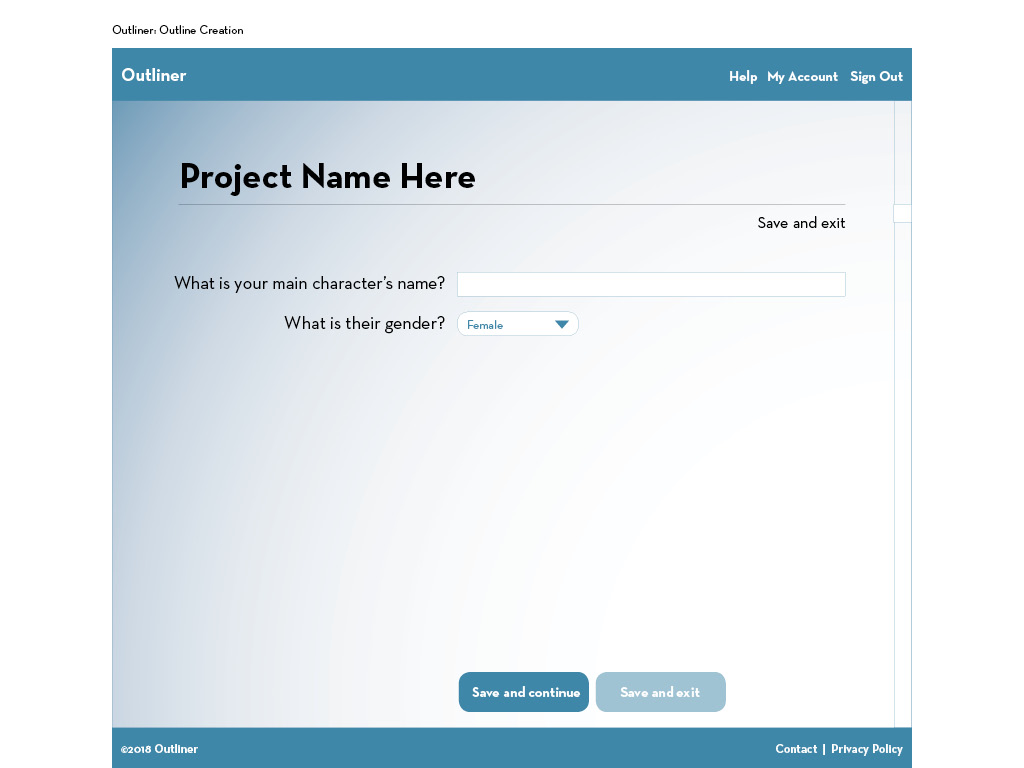 Outliner: Outline Creation
Outliner
Help My Account Sign Out
Project Name Here
Save and exit
What is your main character's name?
What is their gender? Female
Save and continue Save and exit
©2018 Outliner
Contact | Privacy Policy